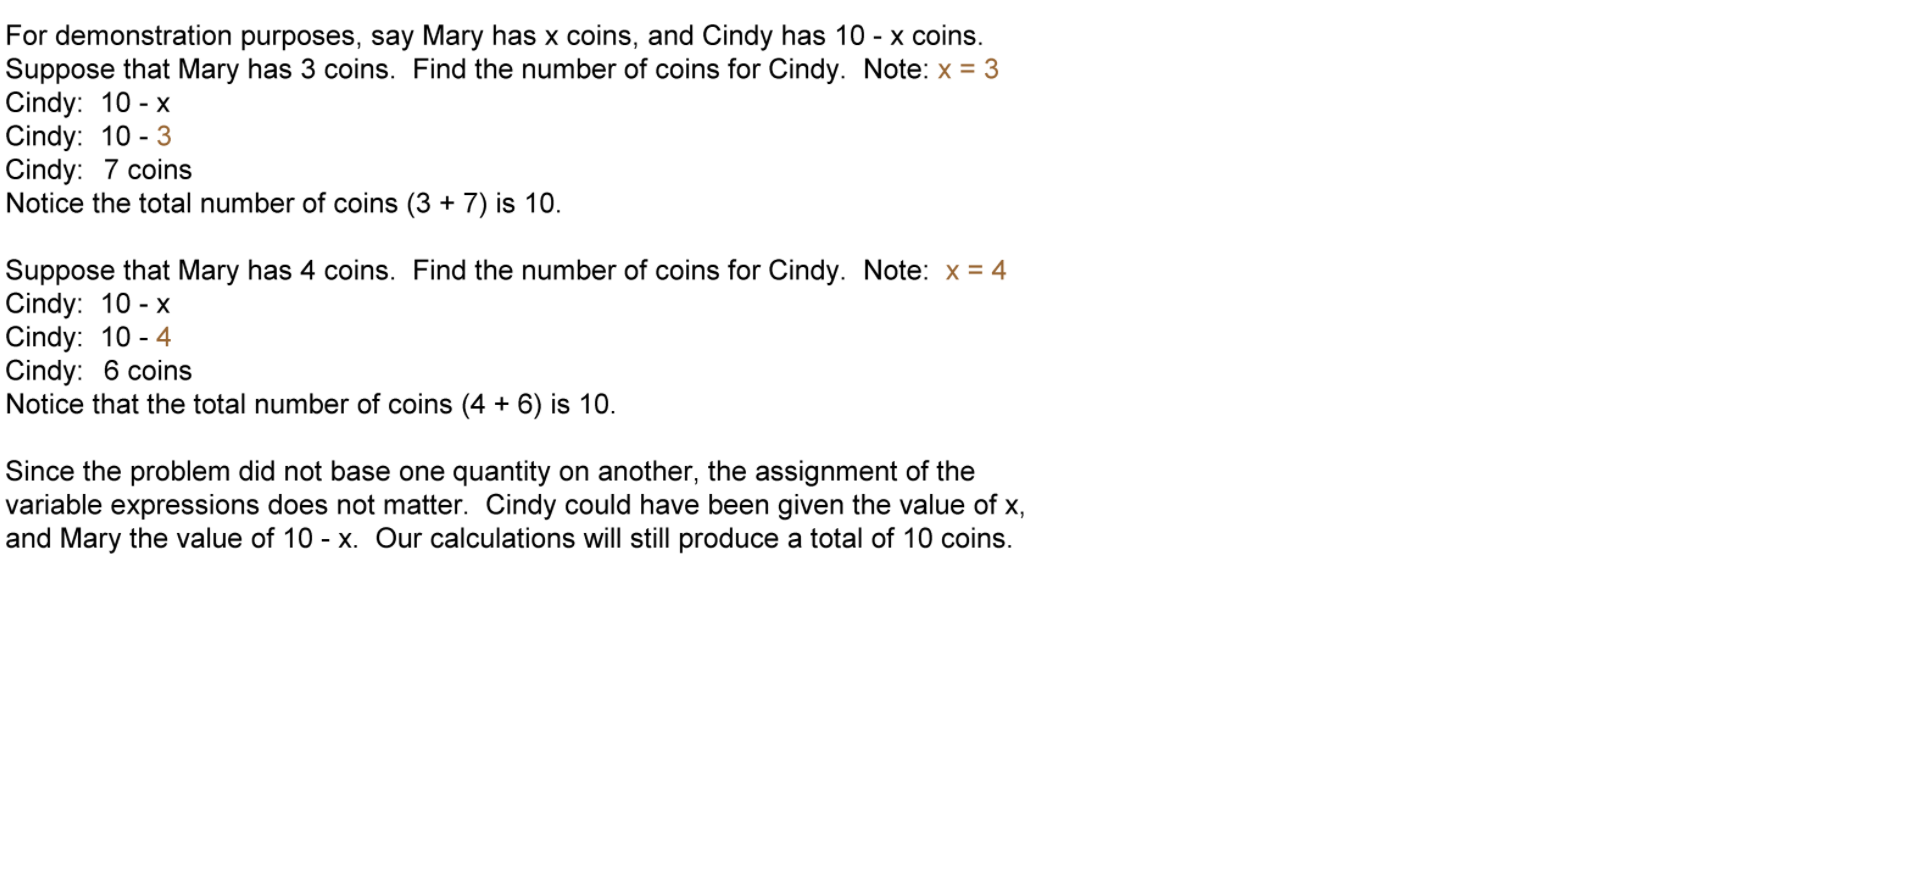 For demonstration purposes, say Mary has x coins, and Cindy has 10 - x coins.
Suppose that Mary has 3 coins.  Find the number of coins for Cindy.  Note: x = 3
Cindy:  10 - x
Cindy:  10 - 3
Cindy:   7 coins
Notice the total number of coins (3 + 7) is 10.
Suppose that Mary has 4 coins.  Find the number of coins for Cindy.  Note:  x = 4
Cindy:  10 - x
Cindy:  10 - 4
Cindy:   6 coins
Notice that the total number of coins (4 + 6) is 10.
Since the problem did not base one quantity on another, the assignment of the
variable expressions does not matter.  Cindy could have been given the value of x,
and Mary the value of 10 - x.  Our calculations will still produce a total of 10 coins.